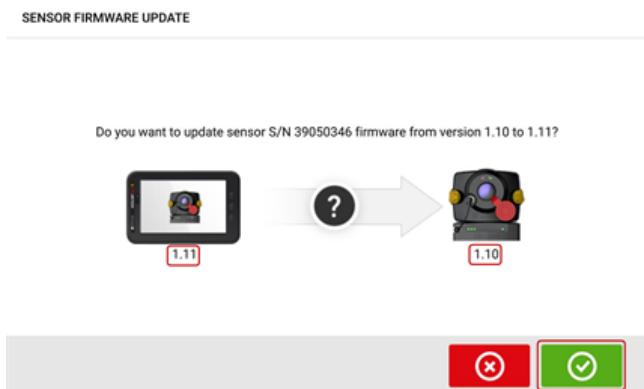 SENSOR FIRMWARE UPDATE
Do you want to update sensor S/N 39050346 firmware from version 1.10 to 1.11?
?
1.11
1.10